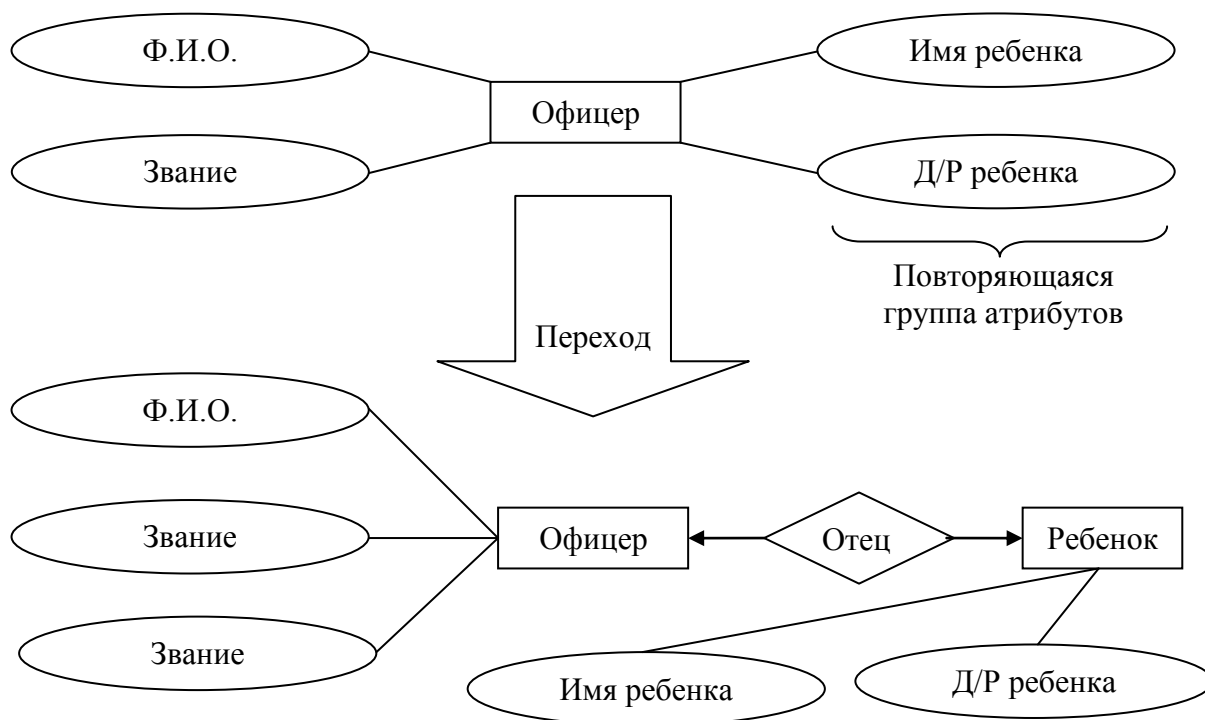 Ф.И.О.
Имя ребенка
Офицер
Звание
Д/Р ребенка
Повторяющаяся
группа атрибутов
Переход
Ф.И.О.
Звание
Офицер
Отец
Ребенок
Звание
Имя ребенка
Д/Р ребенка